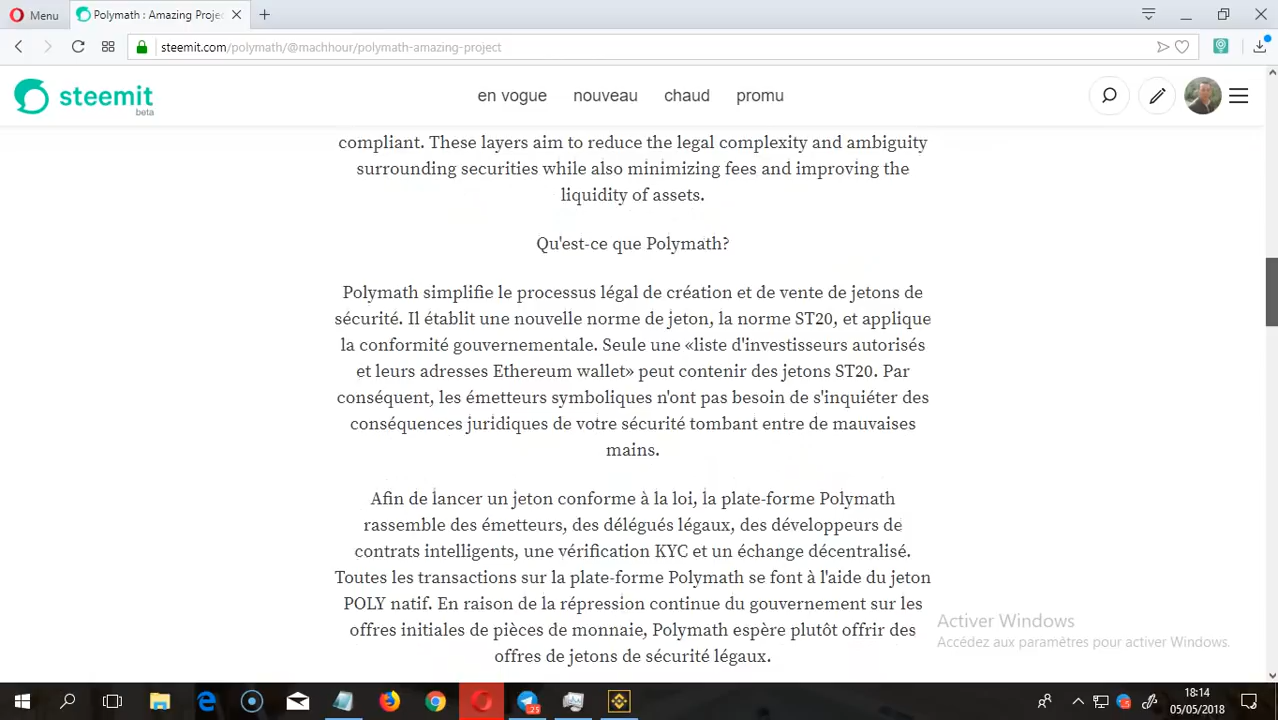 Menu
Polymath : Amazing Proje
steemit.com/polymath/@machhour/polymath-amazing-project
steemit
beta
en vogue
nouveau
chaud
promu
compliant. These layers aim to reduce the legal complexity and ambiguity
surrounding securities while also minimizing fees and improving the
liquidity of assets.
Qu'est-ce que Polymath?
Polymath simplifie le processus légal de création et de vente de jetons de
sécurité. Il établit une nouvelle norme de jeton, la norme ST20, et applique
la conformité gouvernementale. Seule une «liste d'investisseurs autorisés
et leurs adresses Ethereum wallet» peut contenir des jetons ST20. Par
conséquent, les émetteurs symboliques n'ont pas besoin de s'inquiéter des
conséquences juridiques de votre sécurité tombant entre de mauvaises
mains.
Afin de lancer un jeton conforme à la loi, la plate-forme Polymath
rassemble des émetteurs, des délégués légaux, des développeurs de
contrats intelligents, une vérification KYC et un échange décentralisé.
Toutes les transactions sur la plate-forme Polymath se font à l'aide du jeton
POLY natif. En raison de la répression continue du gouvernement sur les
offres initiales de pièces de monnaie, Polymath espère plutôt offrir des
offres de jetons de sécurité légaux.
Activer Windows
Accédez aux paramètres pour activer Windows.
18:14
05/05/2018